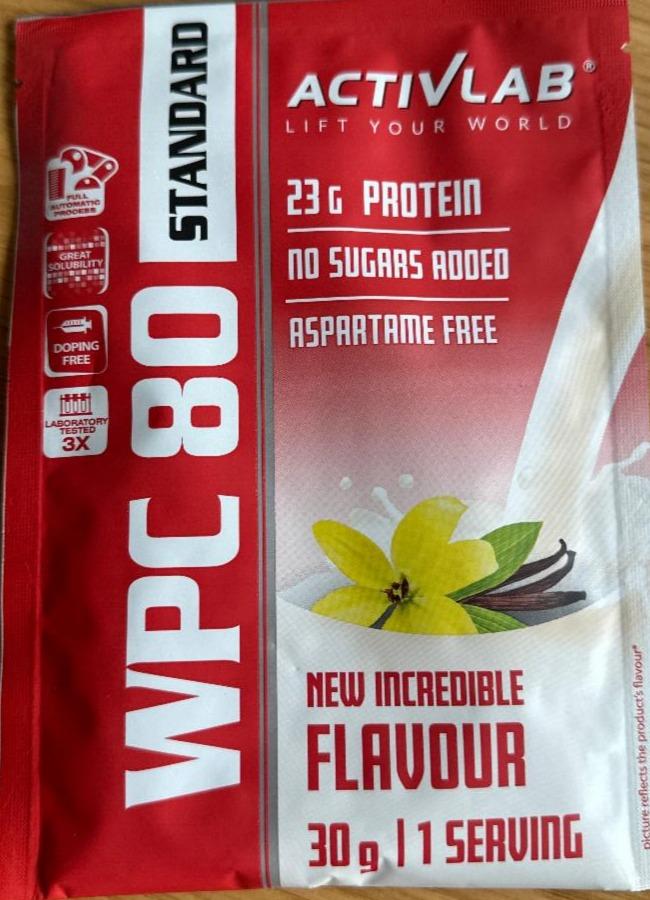 ACTIVLAB®
LIFT YOUR WORLD
WPC 80 STANDARD
FULL
AUTOMATIC
PROCESS
GREAT
SOLUBILITY
DOPING
FREE
LABORATORY
TESTED
3X
23 G PROTEIN
NO SUGARS ADDED
ASPARTAME FREE
NEW INCREDIBLE
FLAVOUR
30 g | 1 SERVING
picture reflects the product's flavour*